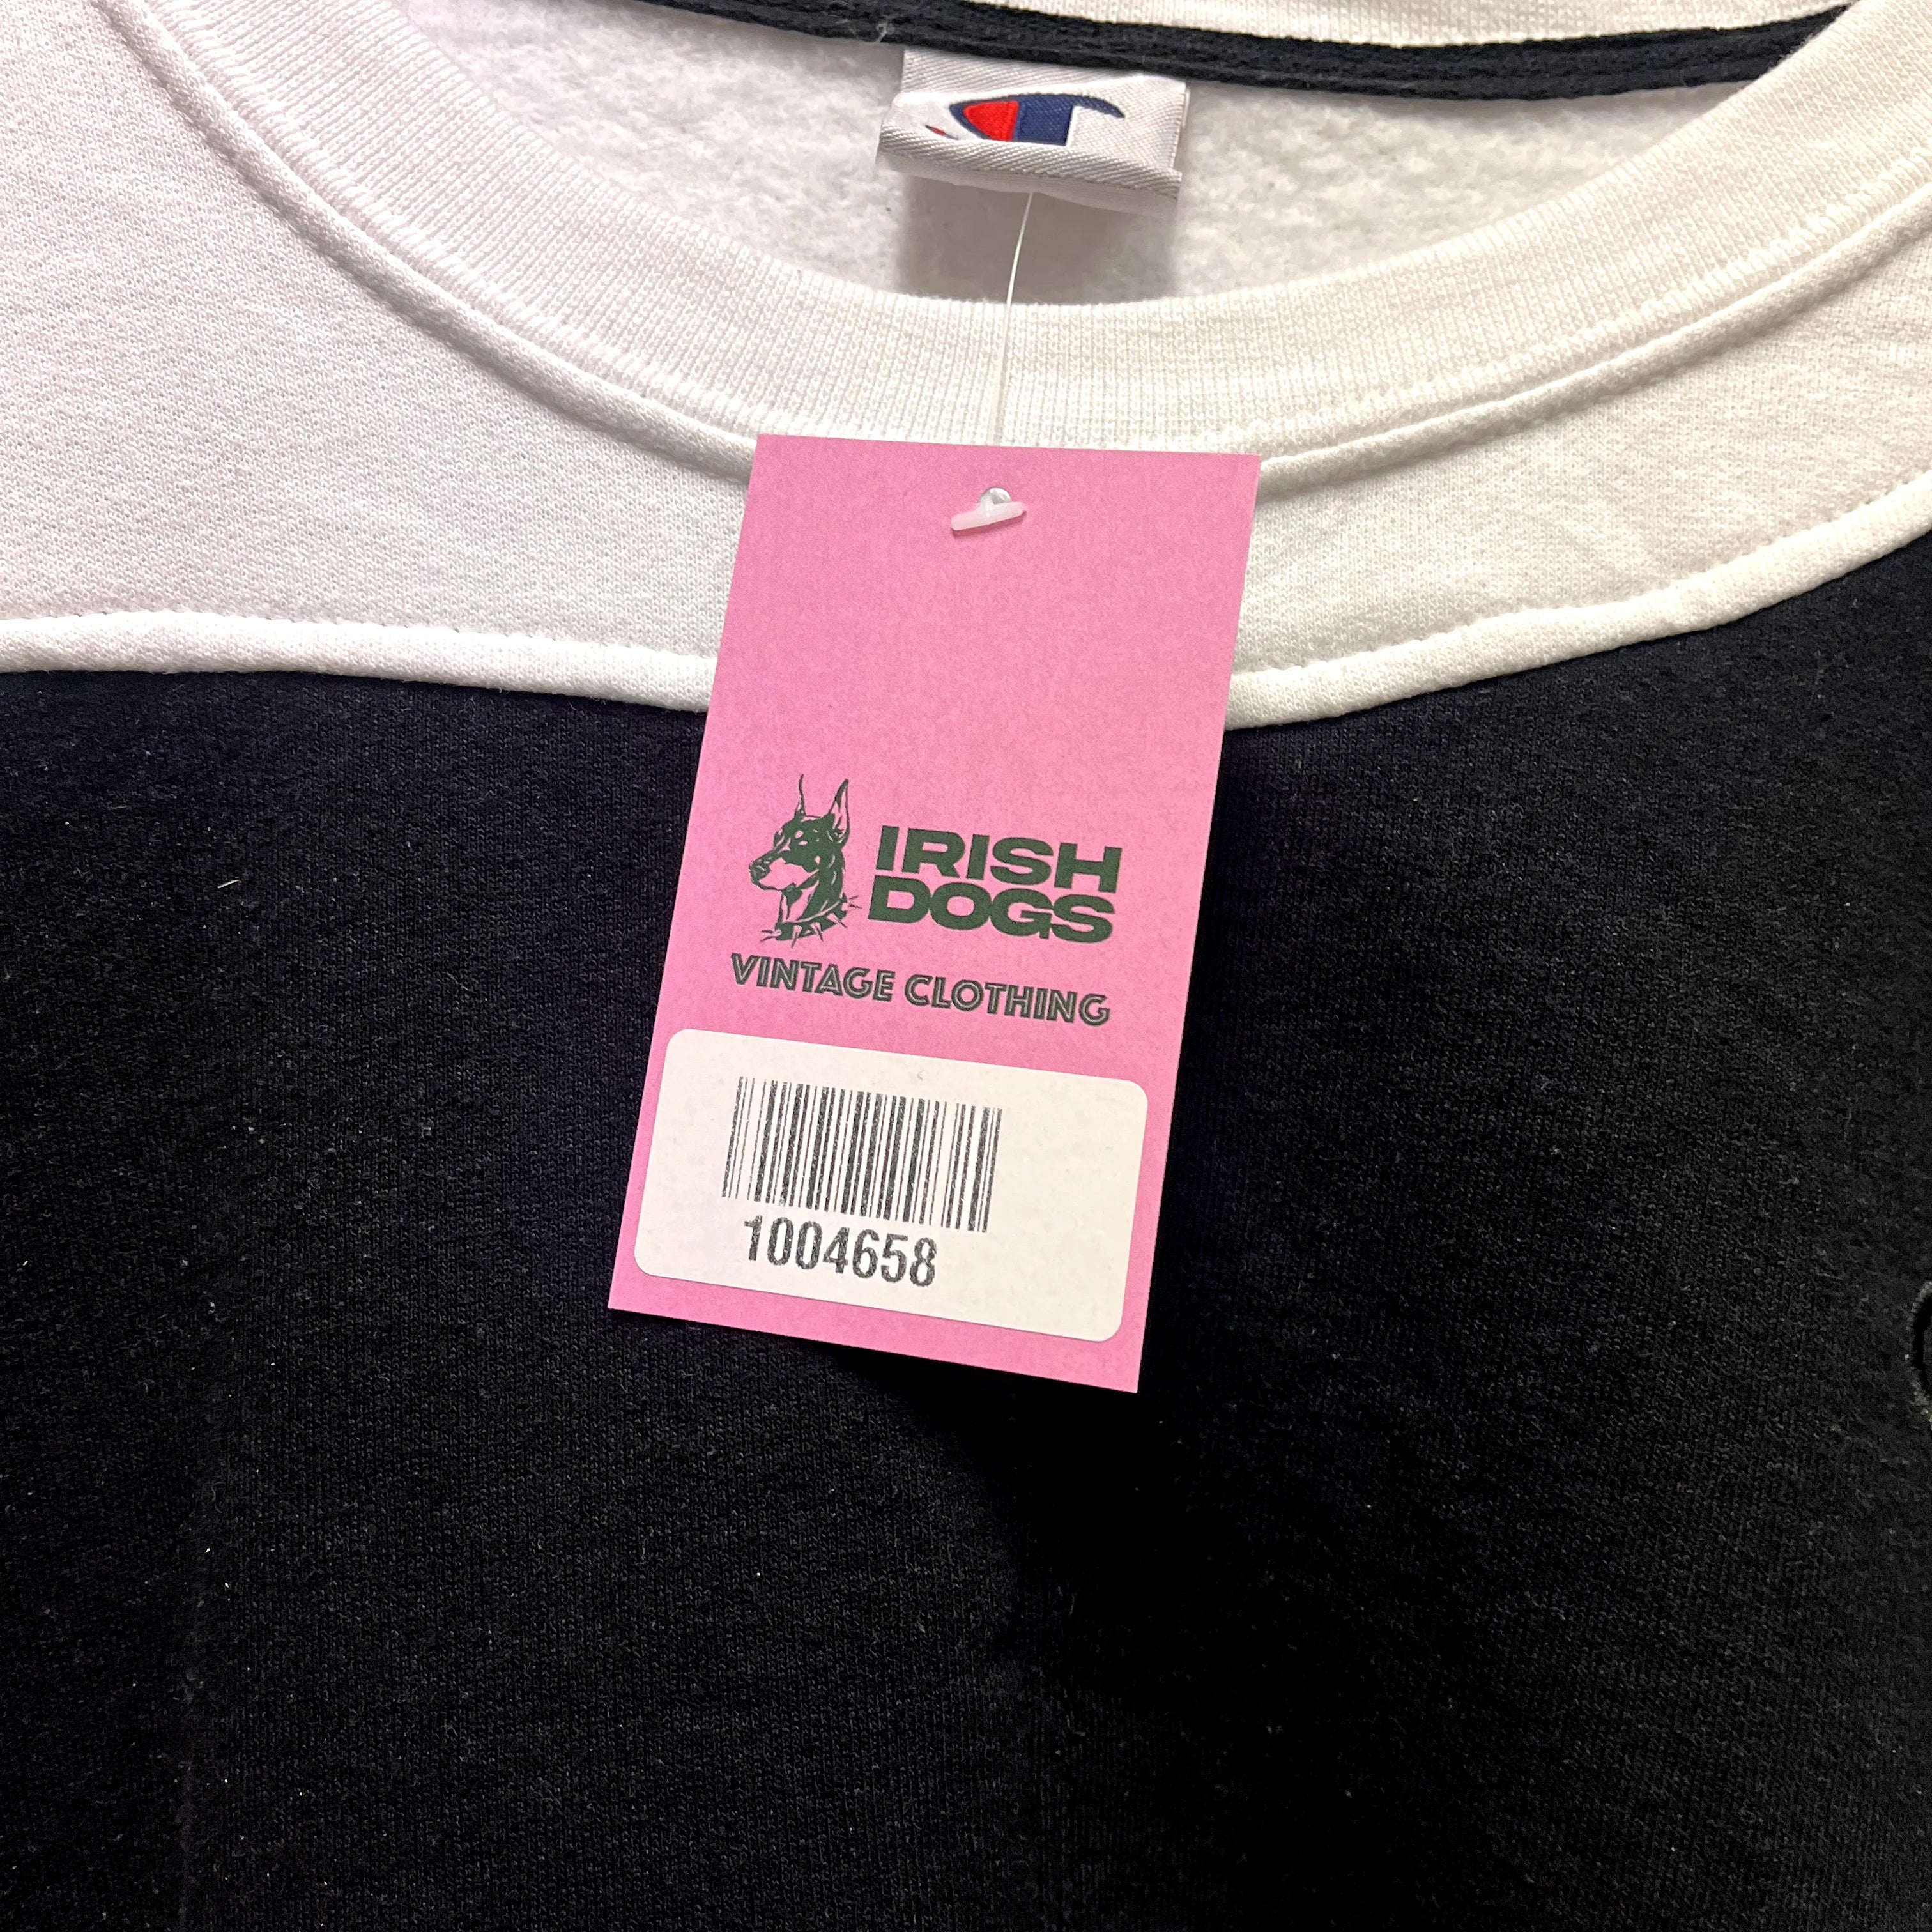 IRISH
DOGS
VINTAGE CLOTHING
1004658